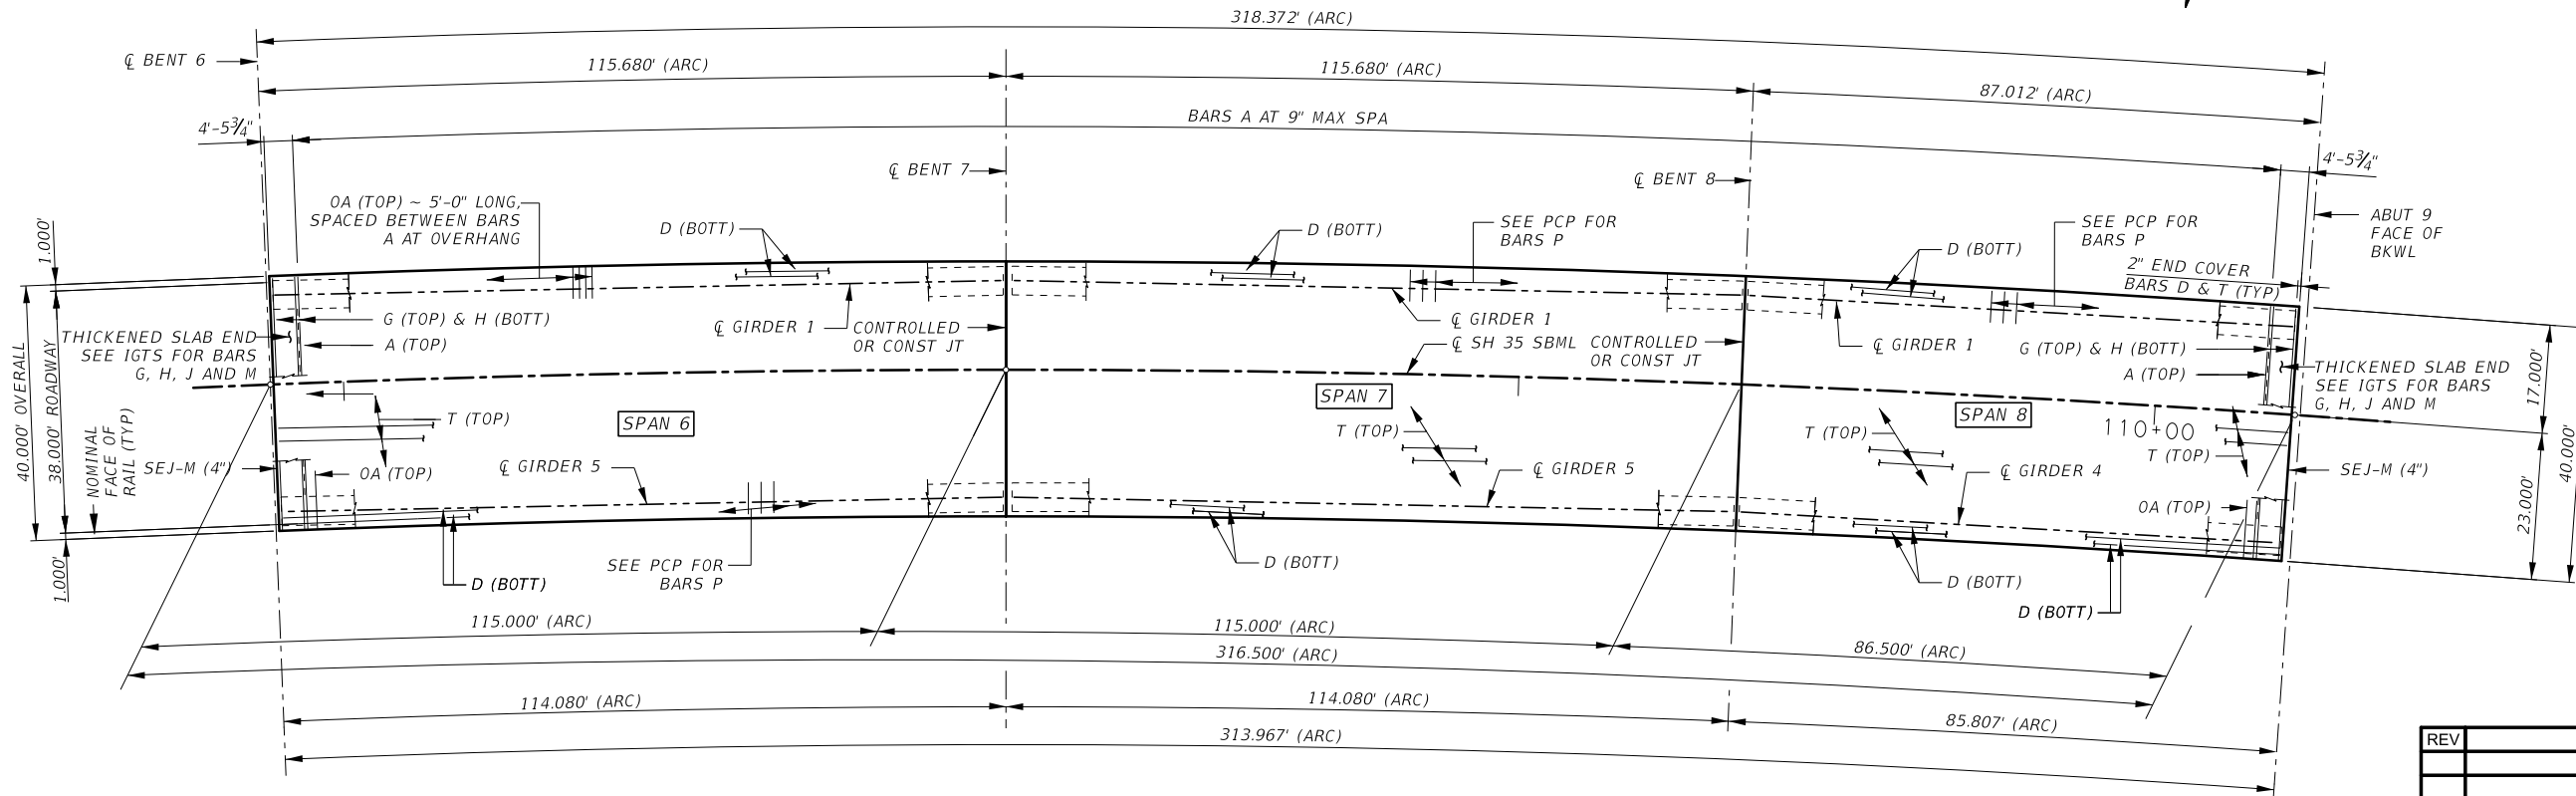 318.372' (ARC)
℄ BENT 6
115.680' (ARC)
115.680' (ARC)
87.012' (ARC)
4'-5¾"
BARS A AT 9" MAX SPA
4'-5¾"
℄ BENT 7
℄ BENT 8
OA (TOP) ~ 5'-0" LONG,
SPACED BETWEEN BARS
A AT OVERHANG
D (BOTT)
D (BOTT)
SEE PCP FOR
BARS P
D (BOTT)
SEE PCP FOR
BARS P
ABUT 9
FACE OF
BKWL
2" END COVER
BARS D & T (TYP)
1.000'
40.000' OVERALL
38.000' ROADWAY
1.000'
NOMINAL
FACE OF
RAIL (TYP)
THICKENED SLAB END
SEE IGTS FOR BARS
G, H, J AND M
G (TOP) & H (BOTT)
A (TOP)
℄ GIRDER 1
CONTROLLED
OR CONST JT
℄ GIRDER 1
℄ SH 35 SBML
CONTROLLED
OR CONST JT
℄ GIRDER 1
G (TOP) & H (BOTT)
A (TOP)
THICKENED SLAB END
SEE IGTS FOR BARS
G, H, J AND M
17.000'
23.000'
40.000'
T (TOP)
SPAN 6
SPAN 7
T (TOP)
SPAN 8
T (TOP)
110+00
T (TOP)
SEJ-M (4")
OA (TOP)
℄ GIRDER 5
℄ GIRDER 5
℄ GIRDER 4
SEJ-M (4")
OA (TOP)
D (BOTT)
SEE PCP FOR
BARS P
D (BOTT)
D (BOTT)
D (BOTT)
115.000' (ARC)
115.000' (ARC)
86.500' (ARC)
316.500' (ARC)
114.080' (ARC)
114.080' (ARC)
85.807' (ARC)
313.967' (ARC)
REV